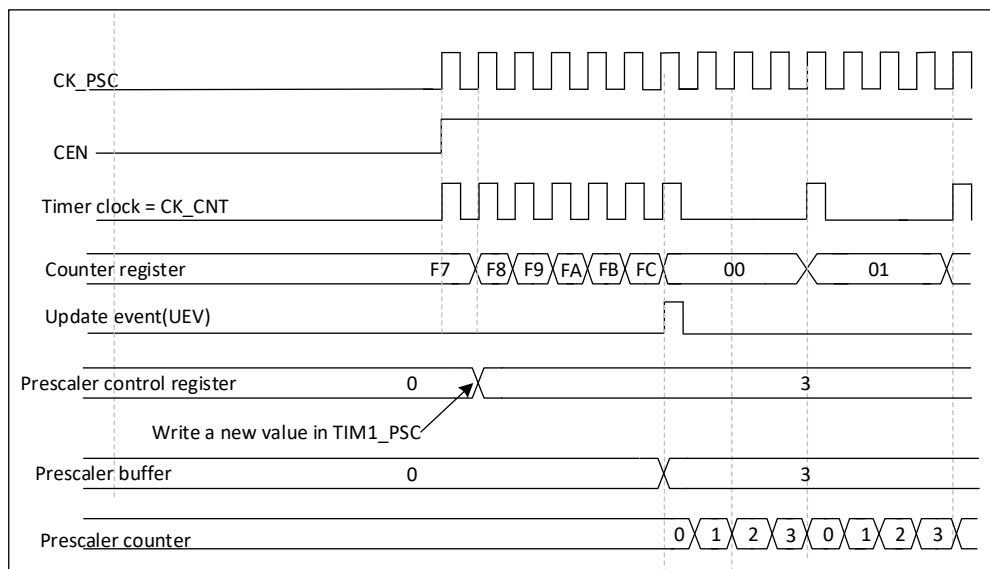 CK_PSC
CEN
Timer clock = CK_CNT
Counter register F7 F8 F9 FA FB FC 00 01
Update event(UEV)
Prescaler control register 0 3
Write a new value in TIM1_PSC
Prescaler buffer 0 3
Prescaler counter 0 1 2 3 0 1 2 3